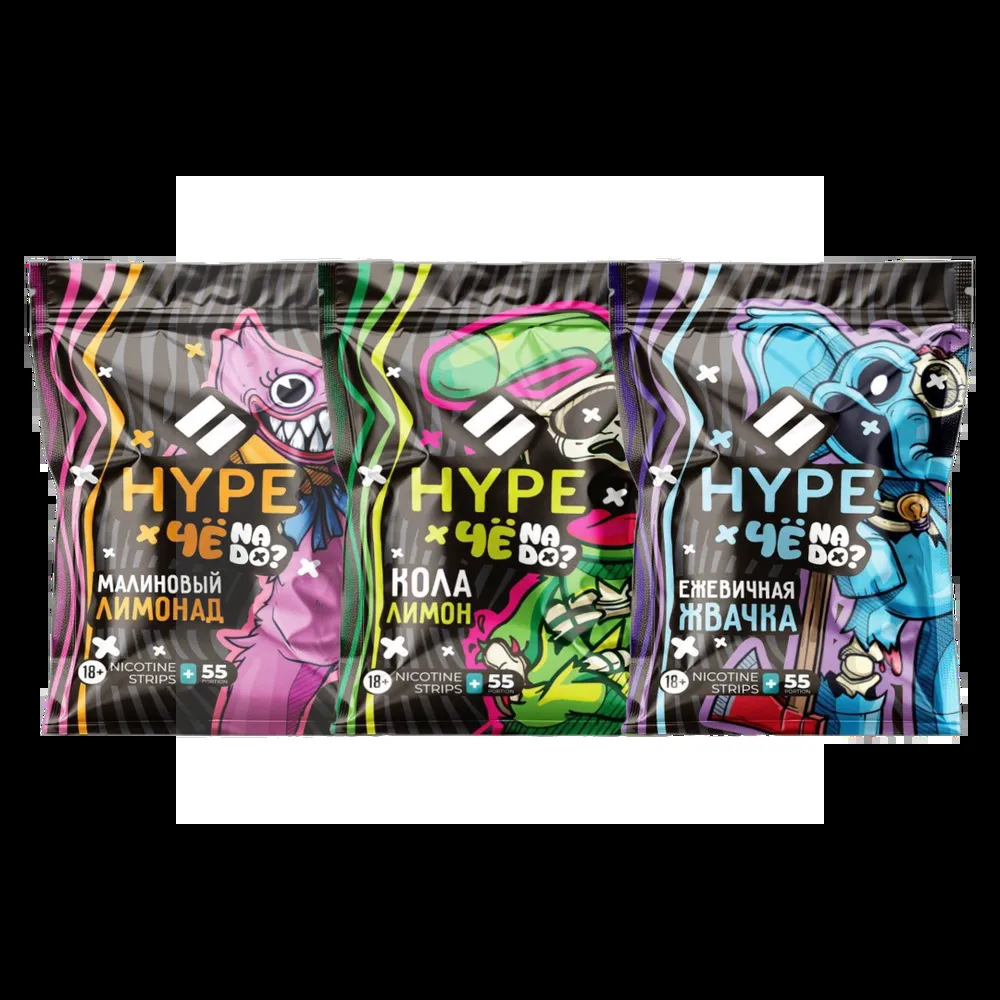 HYPE
× ЧЁ NA DO?
МАЛИНОВЫЙ
ЛИМОНАД
18+ NICOTINE STRIPS + 55 PORTION
HYPE
× ЧЁ NA DO?
КОЛА
ЛИМОН
18+ NICOTINE STRIPS + 55 PORTION
HYPE
× ЧЁ NA DO?
ЕЖЕВИЧНАЯ
ЖВАЧКА
18+ NICOTINE STRIPS + 55 PORTION